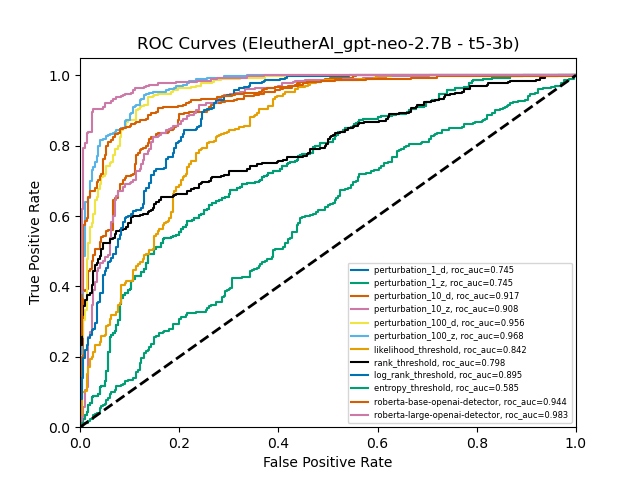 ROC Curves (EleutherAI_gpt-neo-2.7B - t5-3b)
1.0
0.8
0.6
0.4
0.2
0.0
True Positive Rate
perturbation_1_d, roc_auc=0.745
perturbation_1_z, roc_auc=0.745
perturbation_10_d, roc_auc=0.917
perturbation_10_z, roc_auc=0.908
perturbation_100_d, roc_auc=0.956
perturbation_100_z, roc_auc=0.968
likelihood_threshold, roc_auc=0.842
rank_threshold, roc_auc=0.798
log_rank_threshold, roc_auc=0.895
entropy_threshold, roc_auc=0.585
roberta-base-openai-detector, roc_auc=0.944
roberta-large-openai-detector, roc_auc=0.983
0.0 0.2 0.4 0.6 0.8 1.0
False Positive Rate